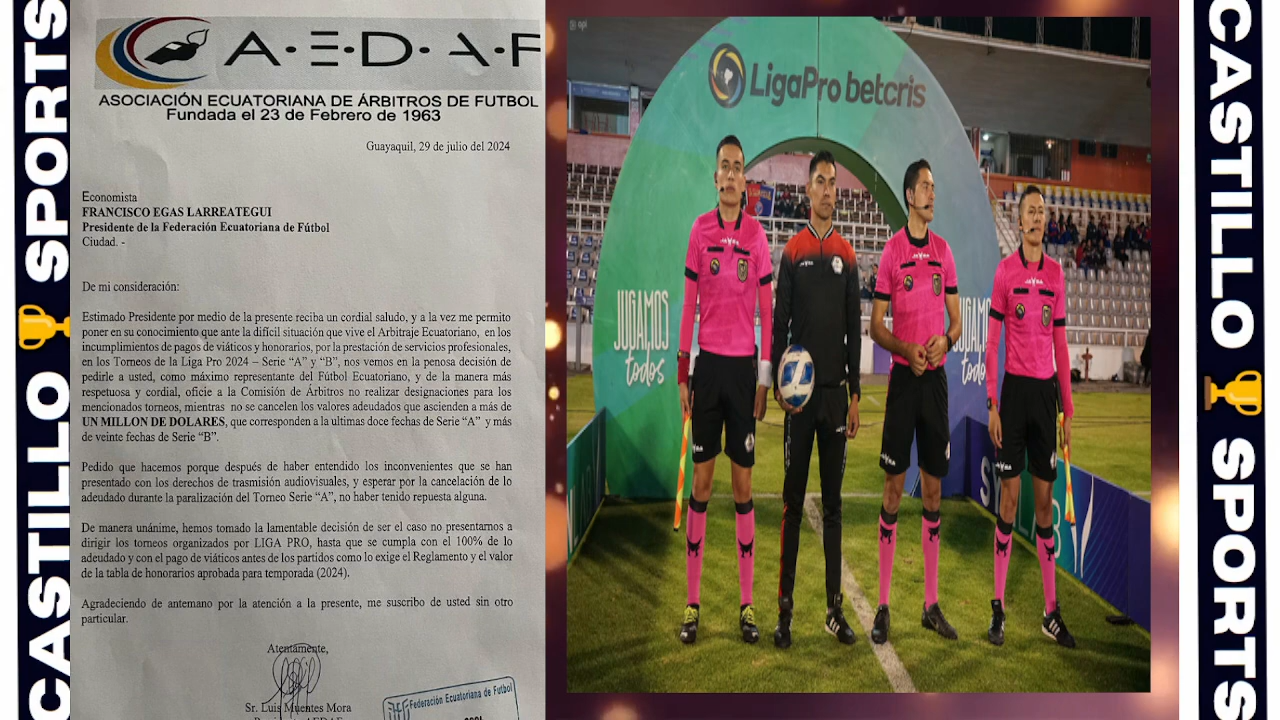 CASTILLO SPORTS
A·E·D·A·F
ASOCIACIÓN ECUATORIANA DE ÁRBITROS DE FUTBOL
Fundada el 23 de Febrero de 1963
Guayaquil, 29 de julio del 2024
Economista
FRANCISCO EGAS LARREATEGUI
Presidente de la Federación Ecuatoriana de Fútbol
Ciudad. -
De mi consideración:
Estimado Presidente por medio de la presente reciba un cordial saludo, y a la vez me permito
poner en su conocimiento que ante la difícil situación que vive el Arbitraje Ecuatoriano, en los
incumplimientos de pagos de viáticos y honorarios, por la prestación de servicios profesionales,
en los Torneos de la Liga Pro 2024 – Serie “A” y “B”, nos vemos en la penosa decisión de
pedirle a usted, como máximo representante del Fútbol Ecuatoriano, y de la manera más
respetuosa y cordial, oficie a la Comisión de Árbitros no realizar designaciones para los
mencionados torneos, mientras no se cancelen los valores adeudados que ascienden a más de
UN MILLON DE DOLARES, que corresponden a la ultimas doce fechas de Serie “A” y más
de veinte fechas de Serie “B”.
Pedido que hacemos porque después de haber entendido los inconvenientes que se han
presentado con los derechos de trasmisión audiovisuales, y esperar por la cancelación de lo
adeudado durante la paralización del Torneo Serie “A”, no haber tenido repuesta alguna.
De manera unánime, hemos tomado la lamentable decisión de ser el caso no presentarnos a
dirigir los torneos organizados por LIGA PRO, hasta que se cumpla con el 100% de lo
adeudado y con el pago de viáticos antes de los partidos como lo exige el Reglamento y el valor
de la tabla de honorarios aprobada para temporada (2024).
Agradeciendo de antemano por la atención a la presente, me suscribo de usted sin otro
particular.
Atentamente,
Sr. Luis Muentes Mora
Presidente AEDAF
Federación Ecuatoriana de Futbol
LigaPro betcris
JUGAMOS
todos
JUGAMOS
todos
CASTILLO SPORTS